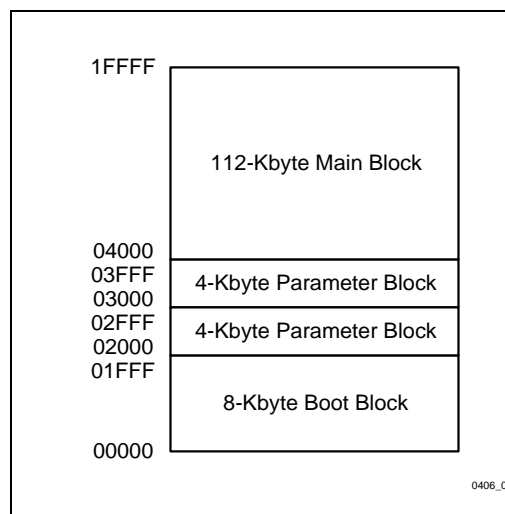 1FFFF
112-Kbyte Main Block
04000
03FFF
4-Kbyte Parameter Block
03000
02FFF
4-Kbyte Parameter Block
02000
01FFF
8-Kbyte Boot Block
00000
0406_0